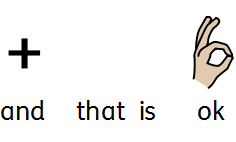 and that is ok